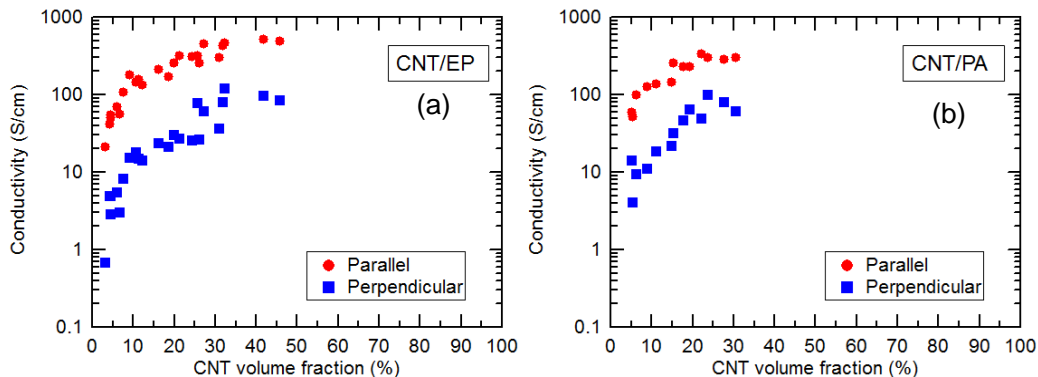 1000
100
10
1
0.1
Conductivity (S/cm)
CNT/EP
(a)
Parallel
Perpendicular
0 10 20 30 40 50 60 70 80 90 100
CNT volume fraction (%)
1000
100
10
1
0.1
Conductivity (S/cm)
CNT/PA
(b)
Parallel
Perpendicular
0 10 20 30 40 50 60 70 80 90 100
CNT volume fraction (%)